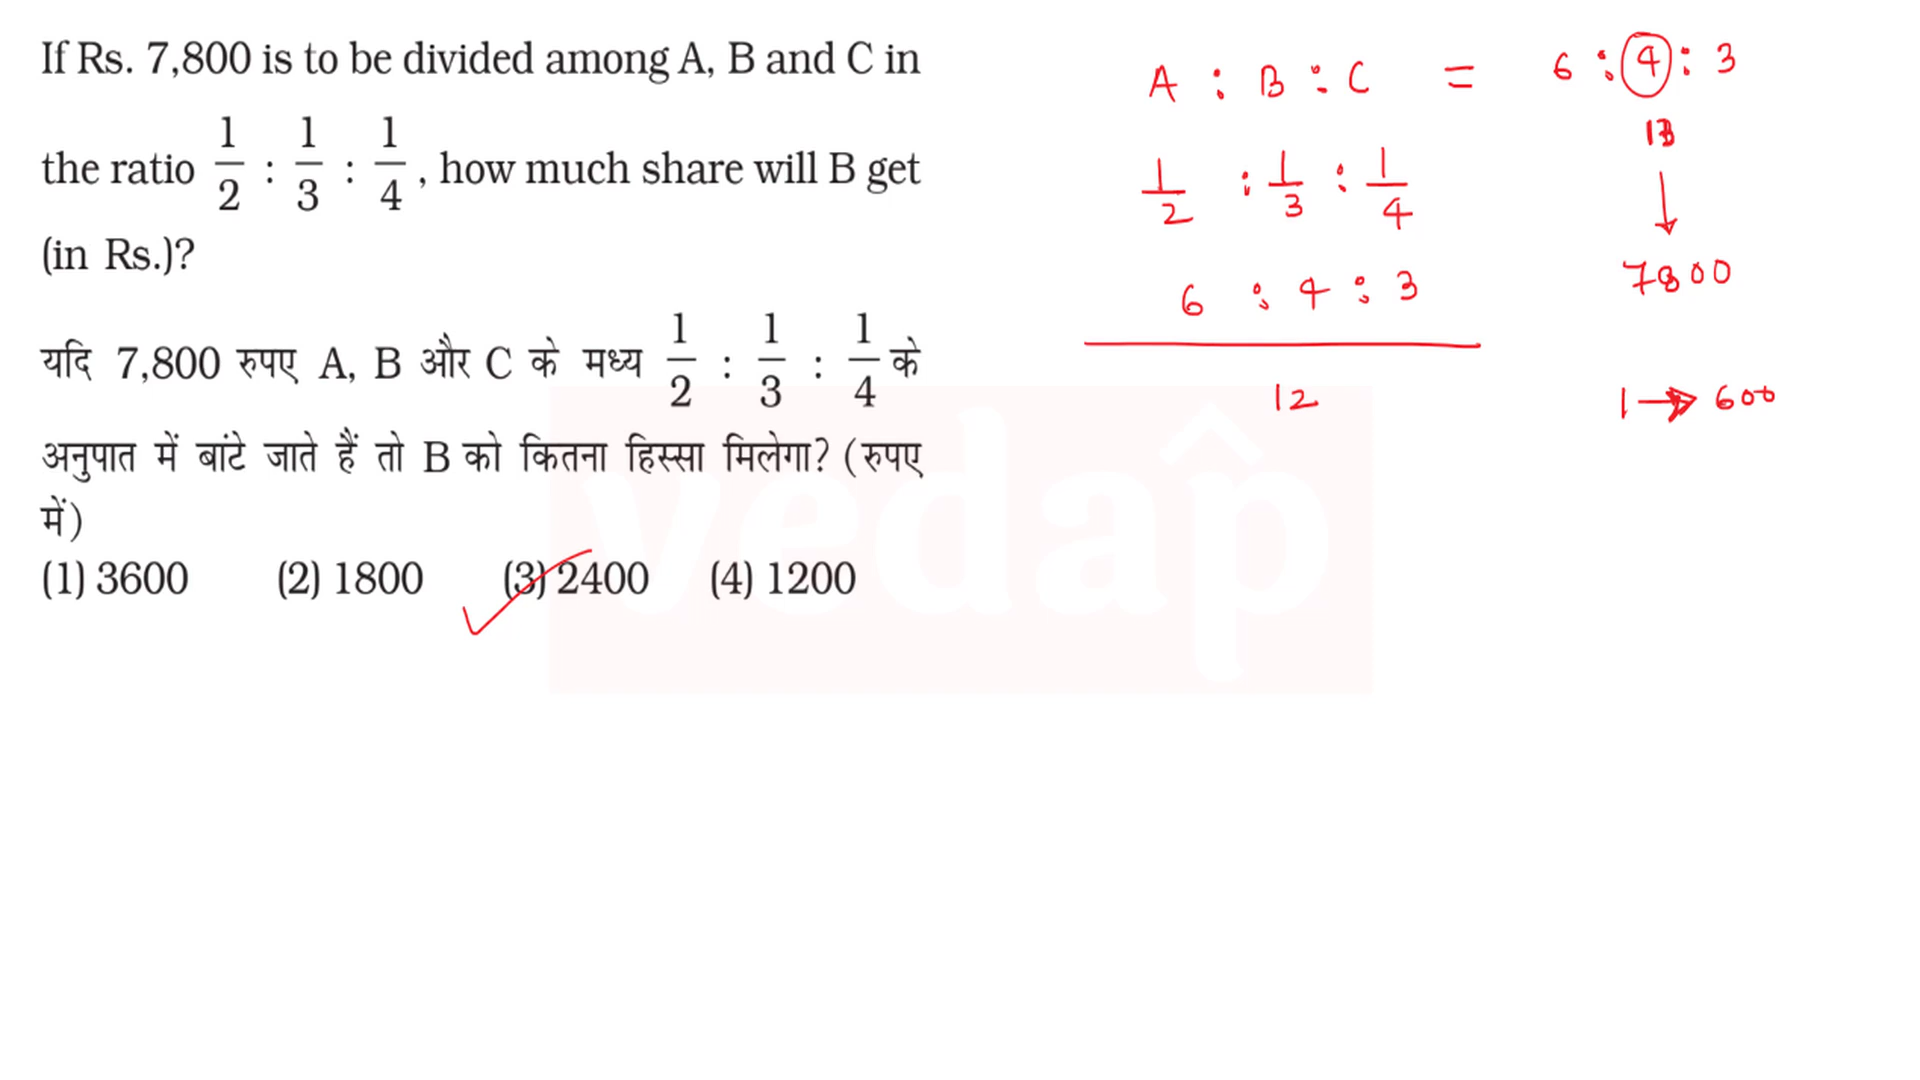 If Rs. 7,800 is to be divided among A, B and C in
the ratio 1/2 : 1/3 : 1/4 , how much share will B get
(in Rs.)?
यदि 7,800 रुपए A, B और C के मध्य 1/2 : 1/3 : 1/4 के
अनुपात में बांटे जाते हैं तो B को कितना हिस्सा मिलेगा? (रुपए
में)
(1) 3600 (2) 1800 (3) 2400 (4) 1200
A : B : C = 6 : 4 : 3
1/2 : 1/3 : 1/4
6 : 4 : 3
12
13
↓
7800
1 → 600
vedap